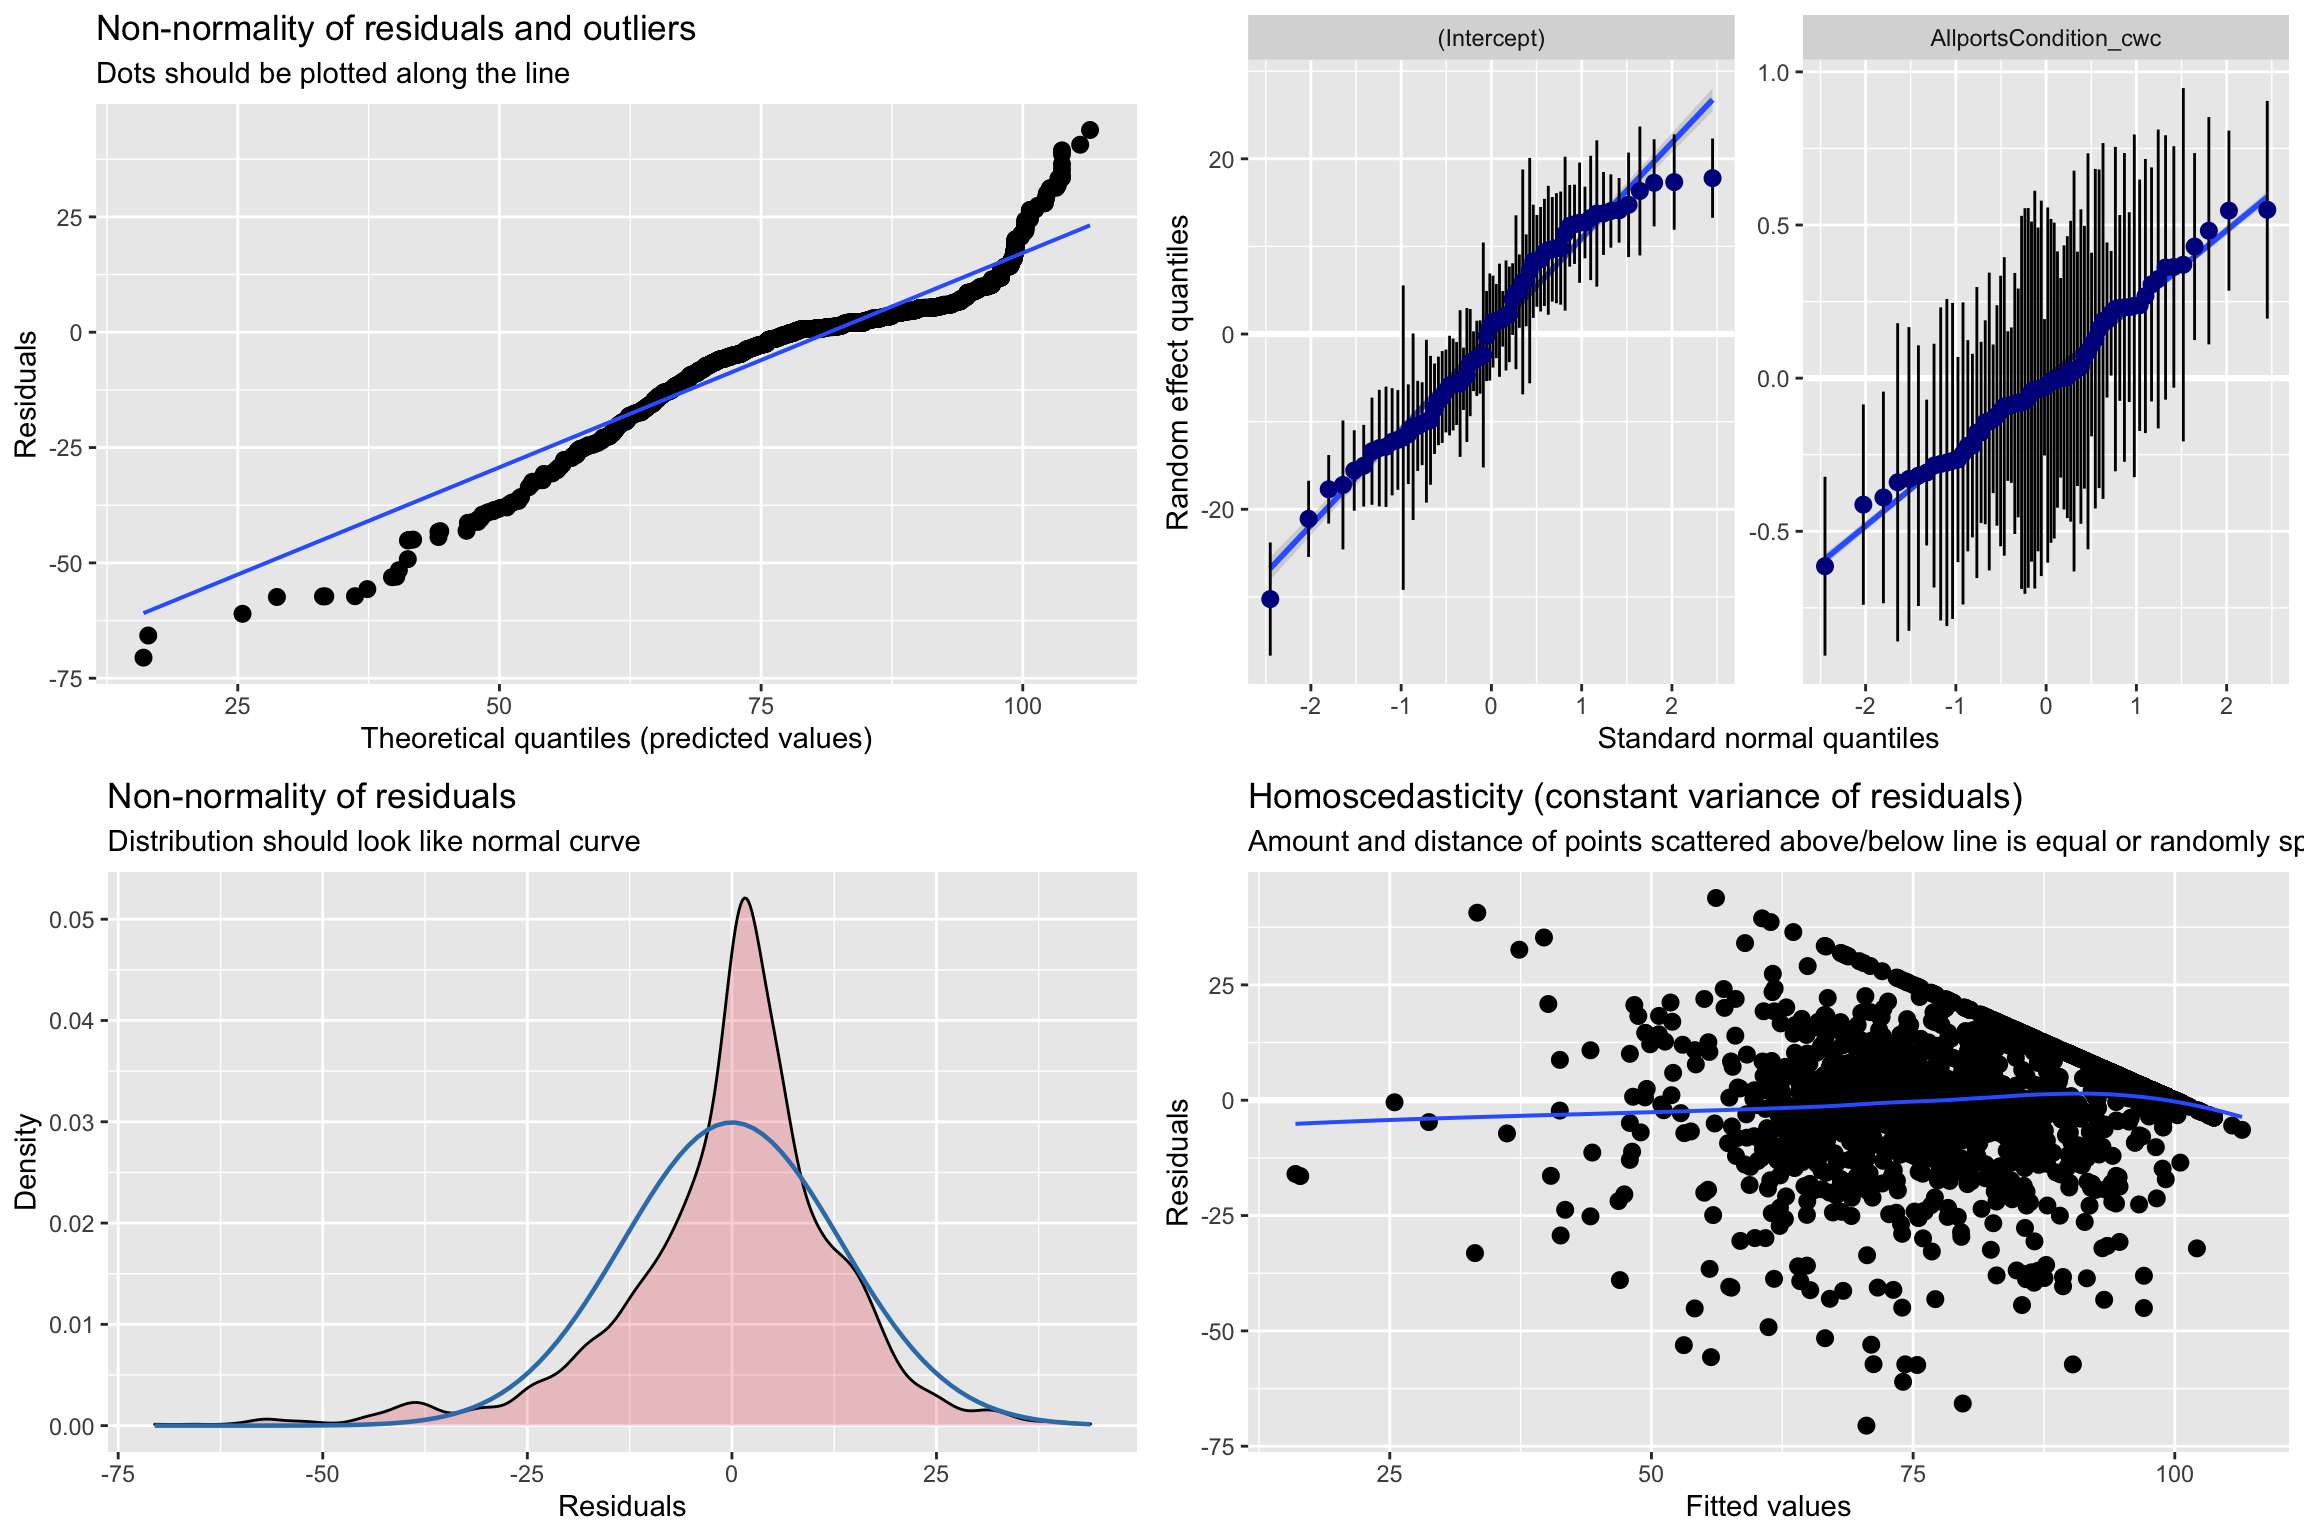 Non-normality of residuals and outliers
Dots should be plotted along the line
Residuals
25
0
-25
-50
-75
25 50 75 100
Theoretical quantiles (predicted values)
(Intercept)
AllportsCondition_cwc
Random effect quantiles
20
0
-20
-2 -1 0 1 2
1.0
0.5
0.0
-0.5
-2 -1 0 1 2
Standard normal quantiles
Non-normality of residuals
Distribution should look like normal curve
Density
0.05
0.04
0.03
0.02
0.01
0.00
-75 -50 -25 0 25
Residuals
Homoscedasticity (constant variance of residuals)
Amount and distance of points scattered above/below line is equal or randomly sp
Residuals
25
0
-25
-50
-75
25 50 75 100
Fitted values